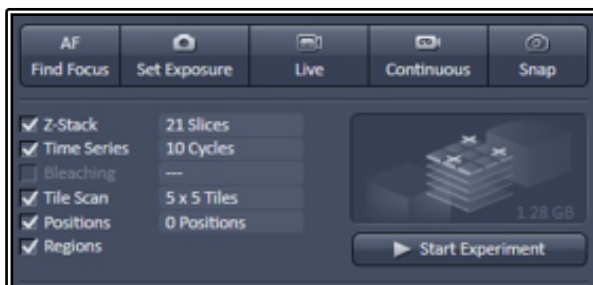 AF
Find Focus
Set Exposure
Live
Continuous
Snap
Z-Stack 21 Slices
Time Series 10 Cycles
Bleaching ---
Tile Scan 5 x 5 Tiles
Positions 0 Positions
Regions
1.28 GB
Start Experiment